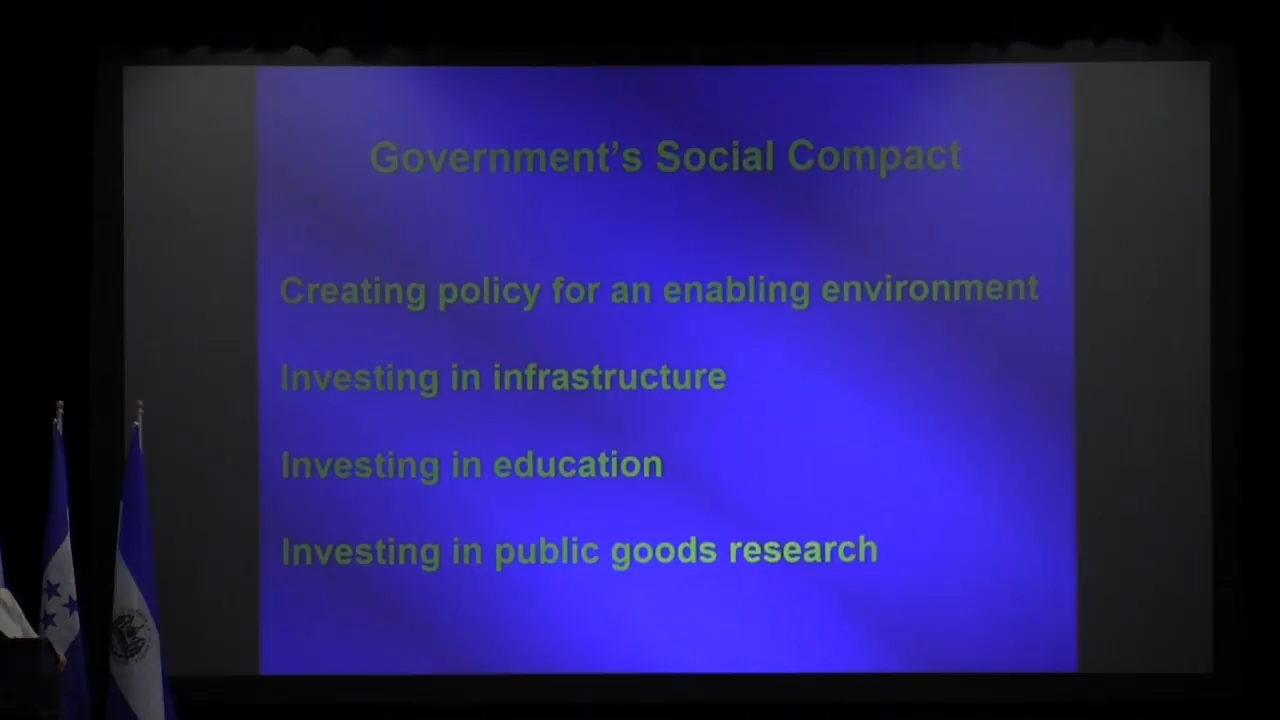 Government's Social Compact
Creating policy for an enabling environment
Investing in infrastructure
Investing in education
Investing in public goods research